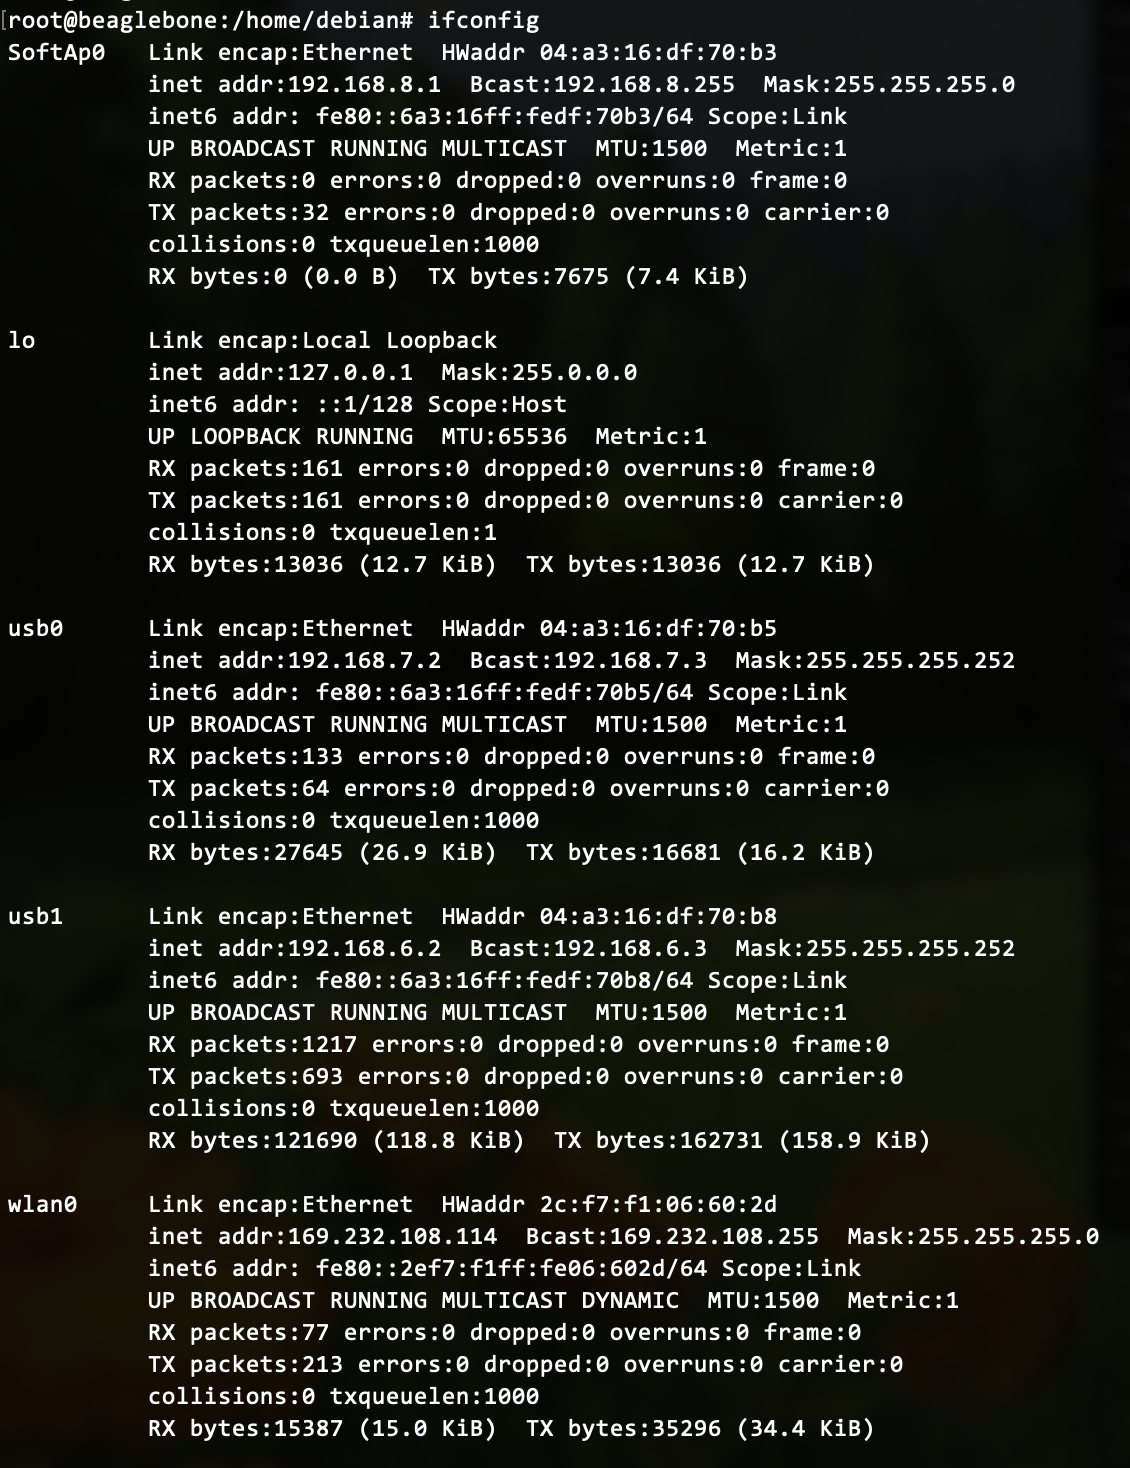 [root@beaglebone:/home/debian# ifconfig
SoftAp0   Link encap:Ethernet  HWaddr 04:a3:16:df:70:b3
          inet addr:192.168.8.1  Bcast:192.168.8.255  Mask:255.255.255.0
          inet6 addr: fe80::6a3:16ff:fedf:70b3/64 Scope:Link
          UP BROADCAST RUNNING MULTICAST  MTU:1500  Metric:1
          RX packets:0 errors:0 dropped:0 overruns:0 frame:0
          TX packets:32 errors:0 dropped:0 overruns:0 carrier:0
          collisions:0 txqueuelen:1000
          RX bytes:0 (0.0 B)  TX bytes:7675 (7.4 KiB)

lo        Link encap:Local Loopback
          inet addr:127.0.0.1  Mask:255.0.0.0
          inet6 addr: ::1/128 Scope:Host
          UP LOOPBACK RUNNING  MTU:65536  Metric:1
          RX packets:161 errors:0 dropped:0 overruns:0 frame:0
          TX packets:161 errors:0 dropped:0 overruns:0 carrier:0
          collisions:0 txqueuelen:1
          RX bytes:13036 (12.7 KiB)  TX bytes:13036 (12.7 KiB)

usb0      Link encap:Ethernet  HWaddr 04:a3:16:df:70:b5
          inet addr:192.168.7.2  Bcast:192.168.7.3  Mask:255.255.255.252
          inet6 addr: fe80::6a3:16ff:fedf:70b5/64 Scope:Link
          UP BROADCAST RUNNING MULTICAST  MTU:1500  Metric:1
          RX packets:133 errors:0 dropped:0 overruns:0 frame:0
          TX packets:64 errors:0 dropped:0 overruns:0 carrier:0
          collisions:0 txqueuelen:1000
          RX bytes:27645 (26.9 KiB)  TX bytes:16681 (16.2 KiB)

usb1      Link encap:Ethernet  HWaddr 04:a3:16:df:70:b8
          inet addr:192.168.6.2  Bcast:192.168.6.3  Mask:255.255.255.252
          inet6 addr: fe80::6a3:16ff:fedf:70b8/64 Scope:Link
          UP BROADCAST RUNNING MULTICAST  MTU:1500  Metric:1
          RX packets:1217 errors:0 dropped:0 overruns:0 frame:0
          TX packets:693 errors:0 dropped:0 overruns:0 carrier:0
          collisions:0 txqueuelen:1000
          RX bytes:121690 (118.8 KiB)  TX bytes:162731 (158.9 KiB)

wlan0     Link encap:Ethernet  HWaddr 2c:f7:f1:06:60:2d
          inet addr:169.232.108.114  Bcast:169.232.108.255  Mask:255.255.255.0
          inet6 addr: fe80::2ef7:f1ff:fe06:602d/64 Scope:Link
          UP BROADCAST RUNNING MULTICAST DYNAMIC  MTU:1500  Metric:1
          RX packets:77 errors:0 dropped:0 overruns:0 frame:0
          TX packets:213 errors:0 dropped:0 overruns:0 carrier:0
          collisions:0 txqueuelen:1000
          RX bytes:15387 (15.0 KiB)  TX bytes:35296 (34.4 KiB)